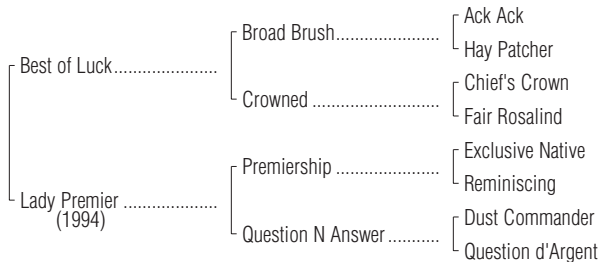 Ack Ack
Broad Brush.....................
Hay Patcher
Best of Luck.....................
Chief's Crown
Crowned .........................
Fair Rosalind
Exclusive Native
Premiership .....................
Reminiscing
Lady Premier ...................
(1994)
Dust Commander
Question N Answer..........
Question d'Argent